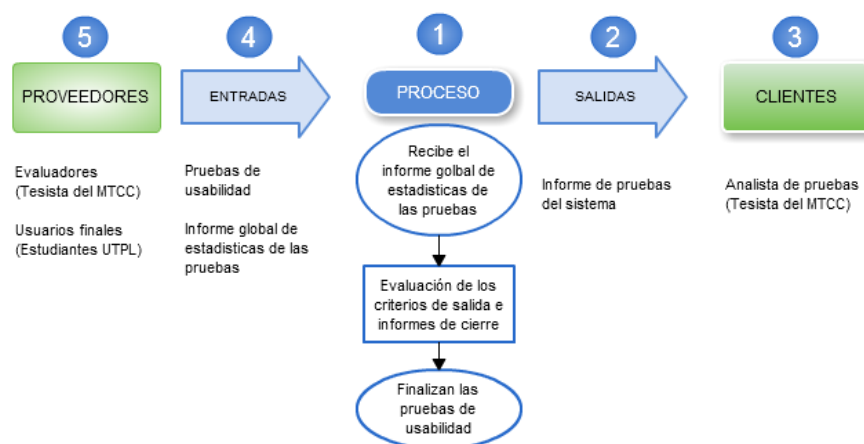 5
4
1
2
3
PROVEEDORES
ENTRADAS
PROCESO
SALIDAS
CLIENTES
Evaluadores
(Tesista del MTCC)
Usuarios finales
(Estudiantes UTPL)
Pruebas de
usabilidad
Informe global de
estadisticas de las
pruebas
Recibe el
informe golbal de
estadisticas de
las pruebas
Evaluación de los
criterios de salida e
informes de cierre
Finalizan las
pruebas de
usabilidad
Informe de pruebas
del sistema
Analista de pruebas
(Tesista del MTCC)